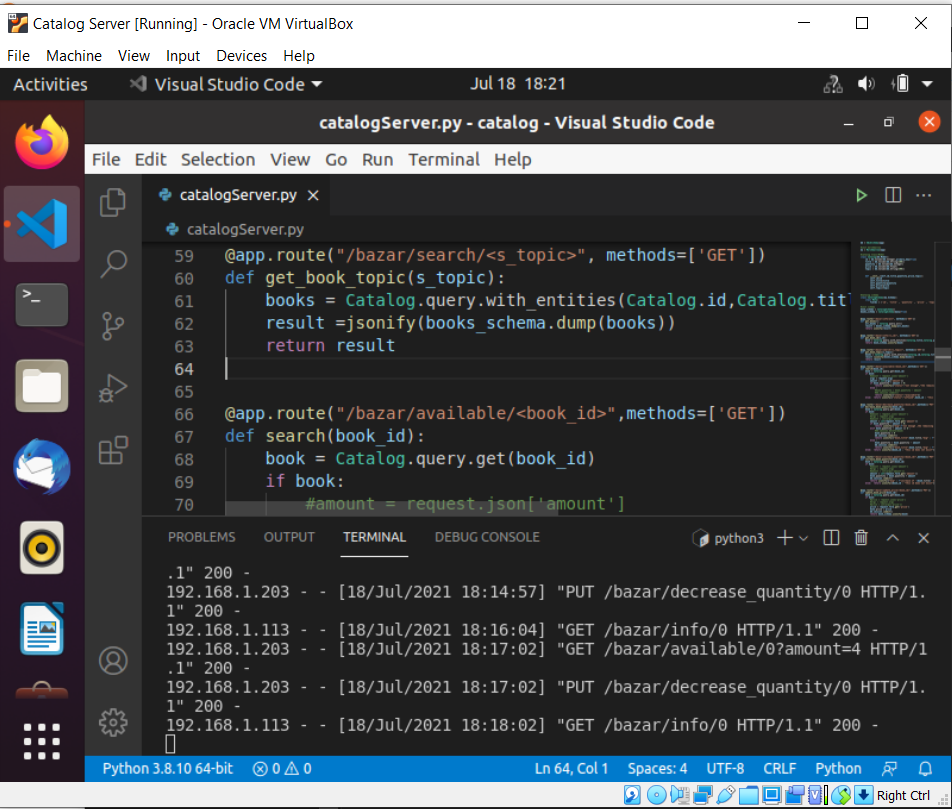 Catalog Server [Running] - Oracle VM VirtualBox
File Machine View Input Devices Help
Activities Visual Studio Code Jul 18 18:21
catalogServer.py - catalog - Visual Studio Code
File Edit Selection View Go Run Terminal Help
catalogServer.py
catalogServer.py
59 @app.route("/bazar/search/<s_topic>", methods=['GET'])
60 def get_book_topic(s_topic):
61 books = Catalog.query.with_entities(Catalog.id,Catalog.titl
62 result =jsonify(books_schema.dump(books))
63 return result
64
65
66 @app.route("/bazar/available/<book_id>",methods=['GET'])
67 def search(book_id):
68 book = Catalog.query.get(book_id)
69 if book:
70 #amount = request.json['amount']
PROBLEMS OUTPUT TERMINAL DEBUG CONSOLE python3
.1" 200 -
192.168.1.203 - - [18/Jul/2021 18:14:57] "PUT /bazar/decrease_quantity/0 HTTP/1.
1" 200 -
192.168.1.113 - - [18/Jul/2021 18:16:04] "GET /bazar/info/0 HTTP/1.1" 200 -
192.168.1.203 - - [18/Jul/2021 18:17:02] "GET /bazar/available/0?amount=4 HTTP/1
.1" 200 -
192.168.1.203 - - [18/Jul/2021 18:17:02] "PUT /bazar/decrease_quantity/0 HTTP/1.
1" 200 -
192.168.1.113 - - [18/Jul/2021 18:18:02] "GET /bazar/info/0 HTTP/1.1" 200 -
Python 3.8.10 64-bit 0 0 Ln 64, Col 1 Spaces: 4 UTF-8 CRLF Python
Right Ctrl